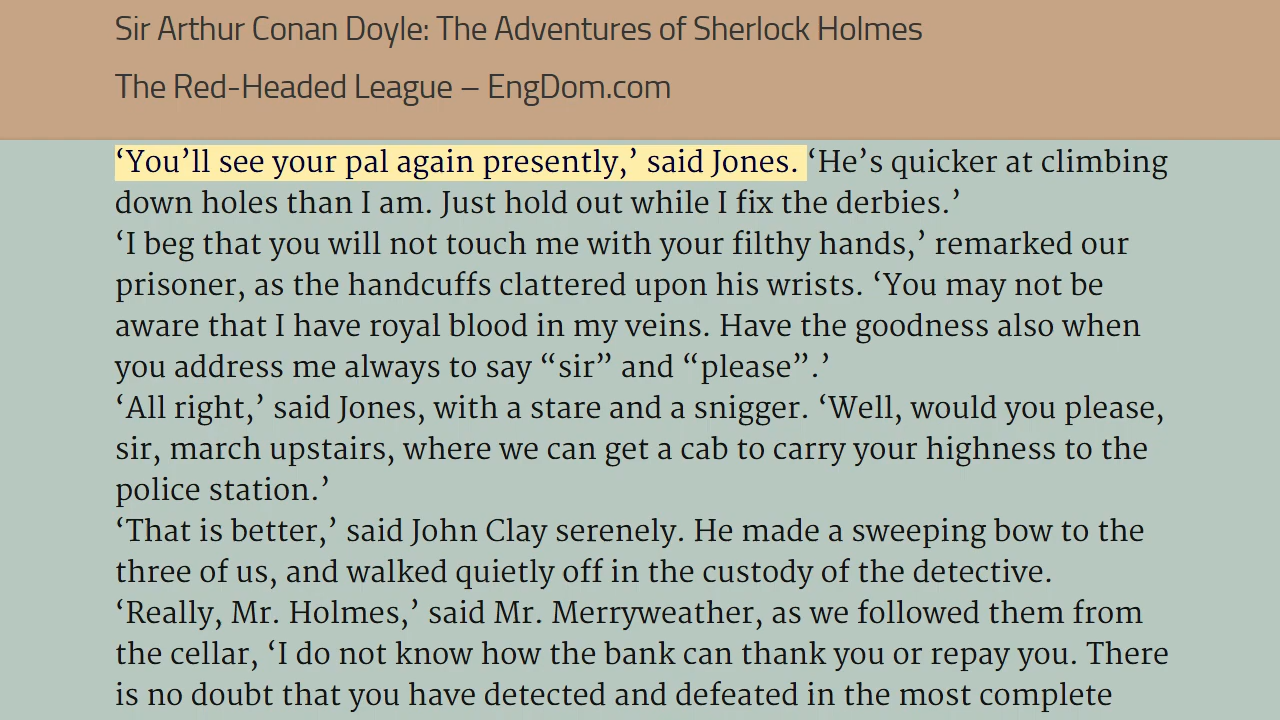 Sir Arthur Conan Doyle: The Adventures of Sherlock Holmes
The Red-Headed League – EngDom.com
‘You’ll see your pal again presently,’ said Jones. ‘He’s quicker at climbing
down holes than I am. Just hold out while I fix the derbies.’
‘I beg that you will not touch me with your filthy hands,’ remarked our
prisoner, as the handcuffs clattered upon his wrists. ‘You may not be
aware that I have royal blood in my veins. Have the goodness also when
you address me always to say “sir” and “please”.’
‘All right,’ said Jones, with a stare and a snigger. ‘Well, would you please,
sir, march upstairs, where we can get a cab to carry your highness to the
police station.’
‘That is better,’ said John Clay serenely. He made a sweeping bow to the
three of us, and walked quietly off in the custody of the detective.
‘Really, Mr. Holmes,’ said Mr. Merryweather, as we followed them from
the cellar, ‘I do not know how the bank can thank you or repay you. There
is no doubt that you have detected and defeated in the most complete